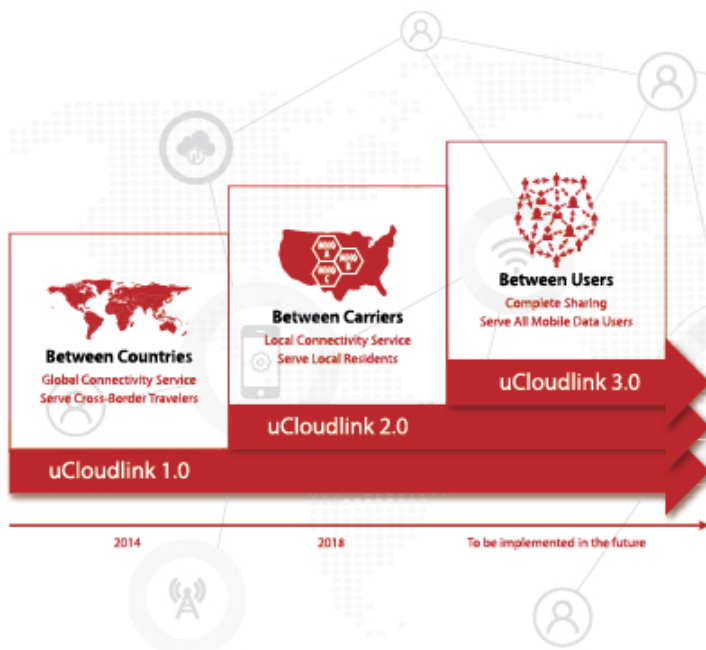 Between Countries
Global Connectivity Service
Serve Cross-Border Travelers
uCloudlink 1.0
Between Carriers
Local Connectivity Service
Serve Local Residents
uCloudlink 2.0
Between Users
Complete Sharing
Serve All Mobile Data Users
uCloudlink 3.0
2014
2018
To be implemented in the future